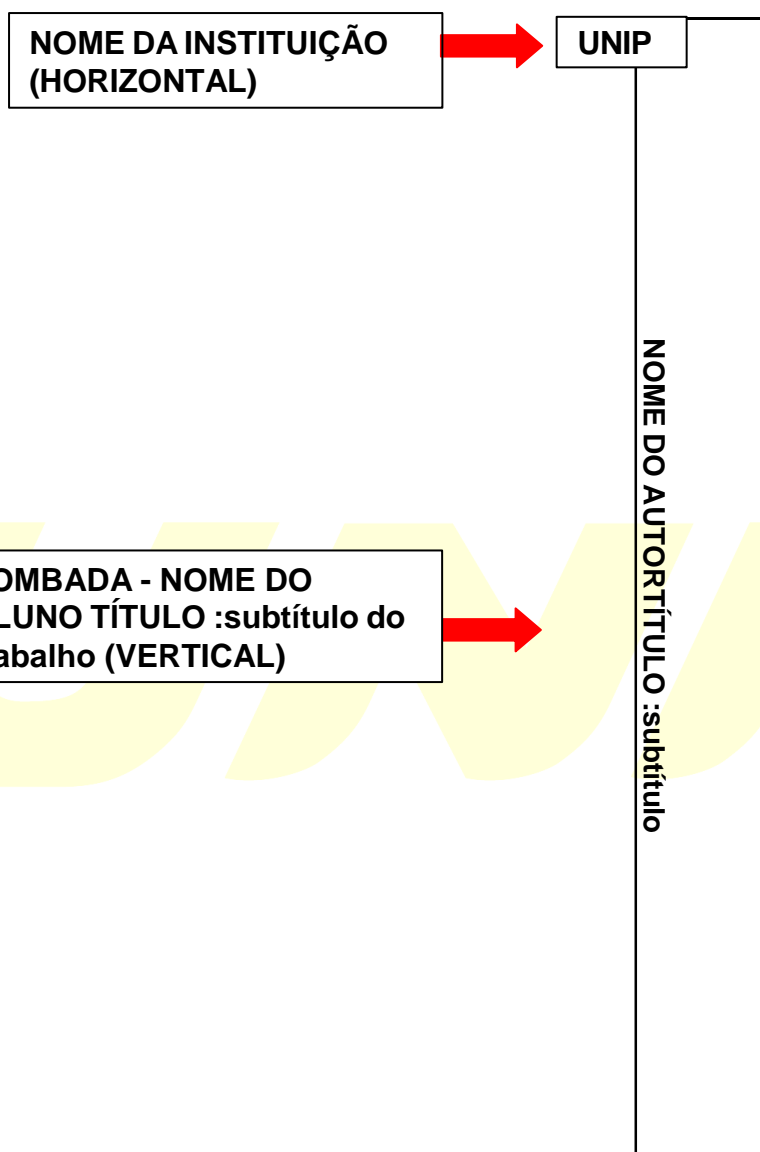 NOME DA INSTITUIÇÃO
(HORIZONTAL)
UNIP
NOME DO AUTORTÍTULO :subtítulo
OMBADA - NOME DO
LUNO TÍTULO :subtítulo do
abalho (VERTICAL)